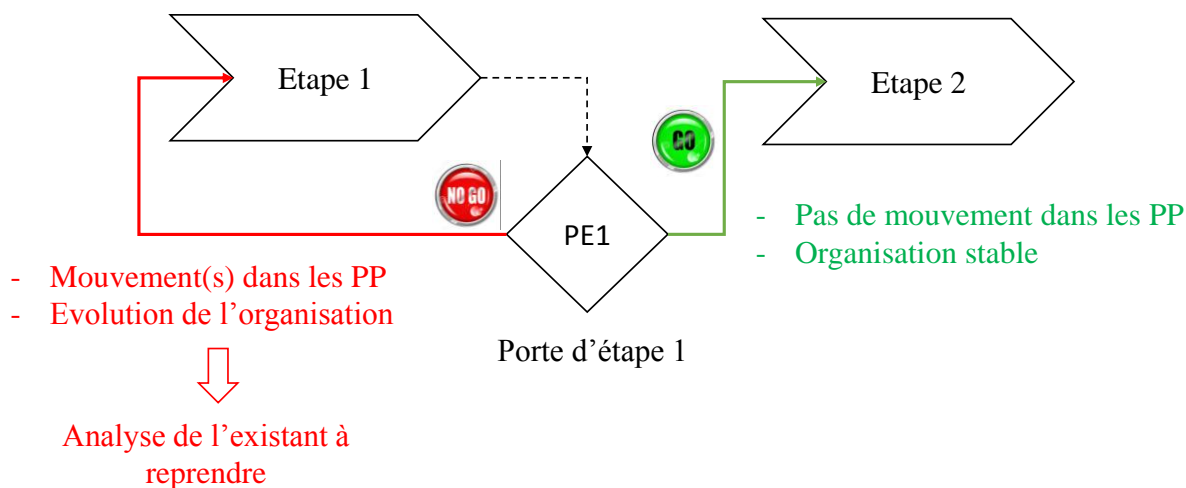 Etape 1
Etape 2
GO
NO GO
PE1
- Pas de mouvement dans les PP
- Organisation stable
- Mouvement(s) dans les PP
- Evolution de l’organisation
Porte d’étape 1
Analyse de l’existant à
reprendre